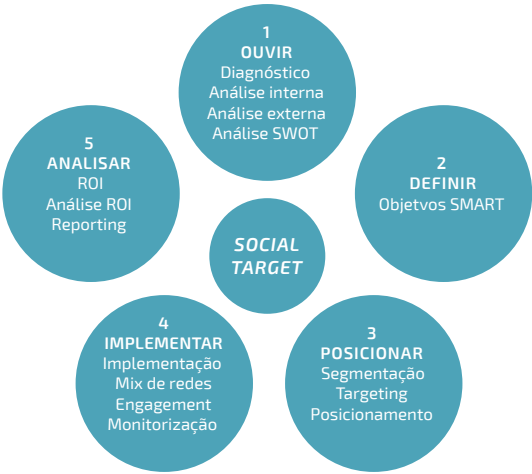 1
OUVIR
Diagnóstico
Análise interna
Análise externa
Análise SWOT
2
DEFINIR
Objetvos SMART
3
POSICIONAR
Segmentação
Targeting
Posicionamento
4
IMPLEMENTAR
Implementação
Mix de redes
Engagement
Monitorização
5
ANALISAR
ROI
Análise ROI
Reporting
SOCIAL
TARGET